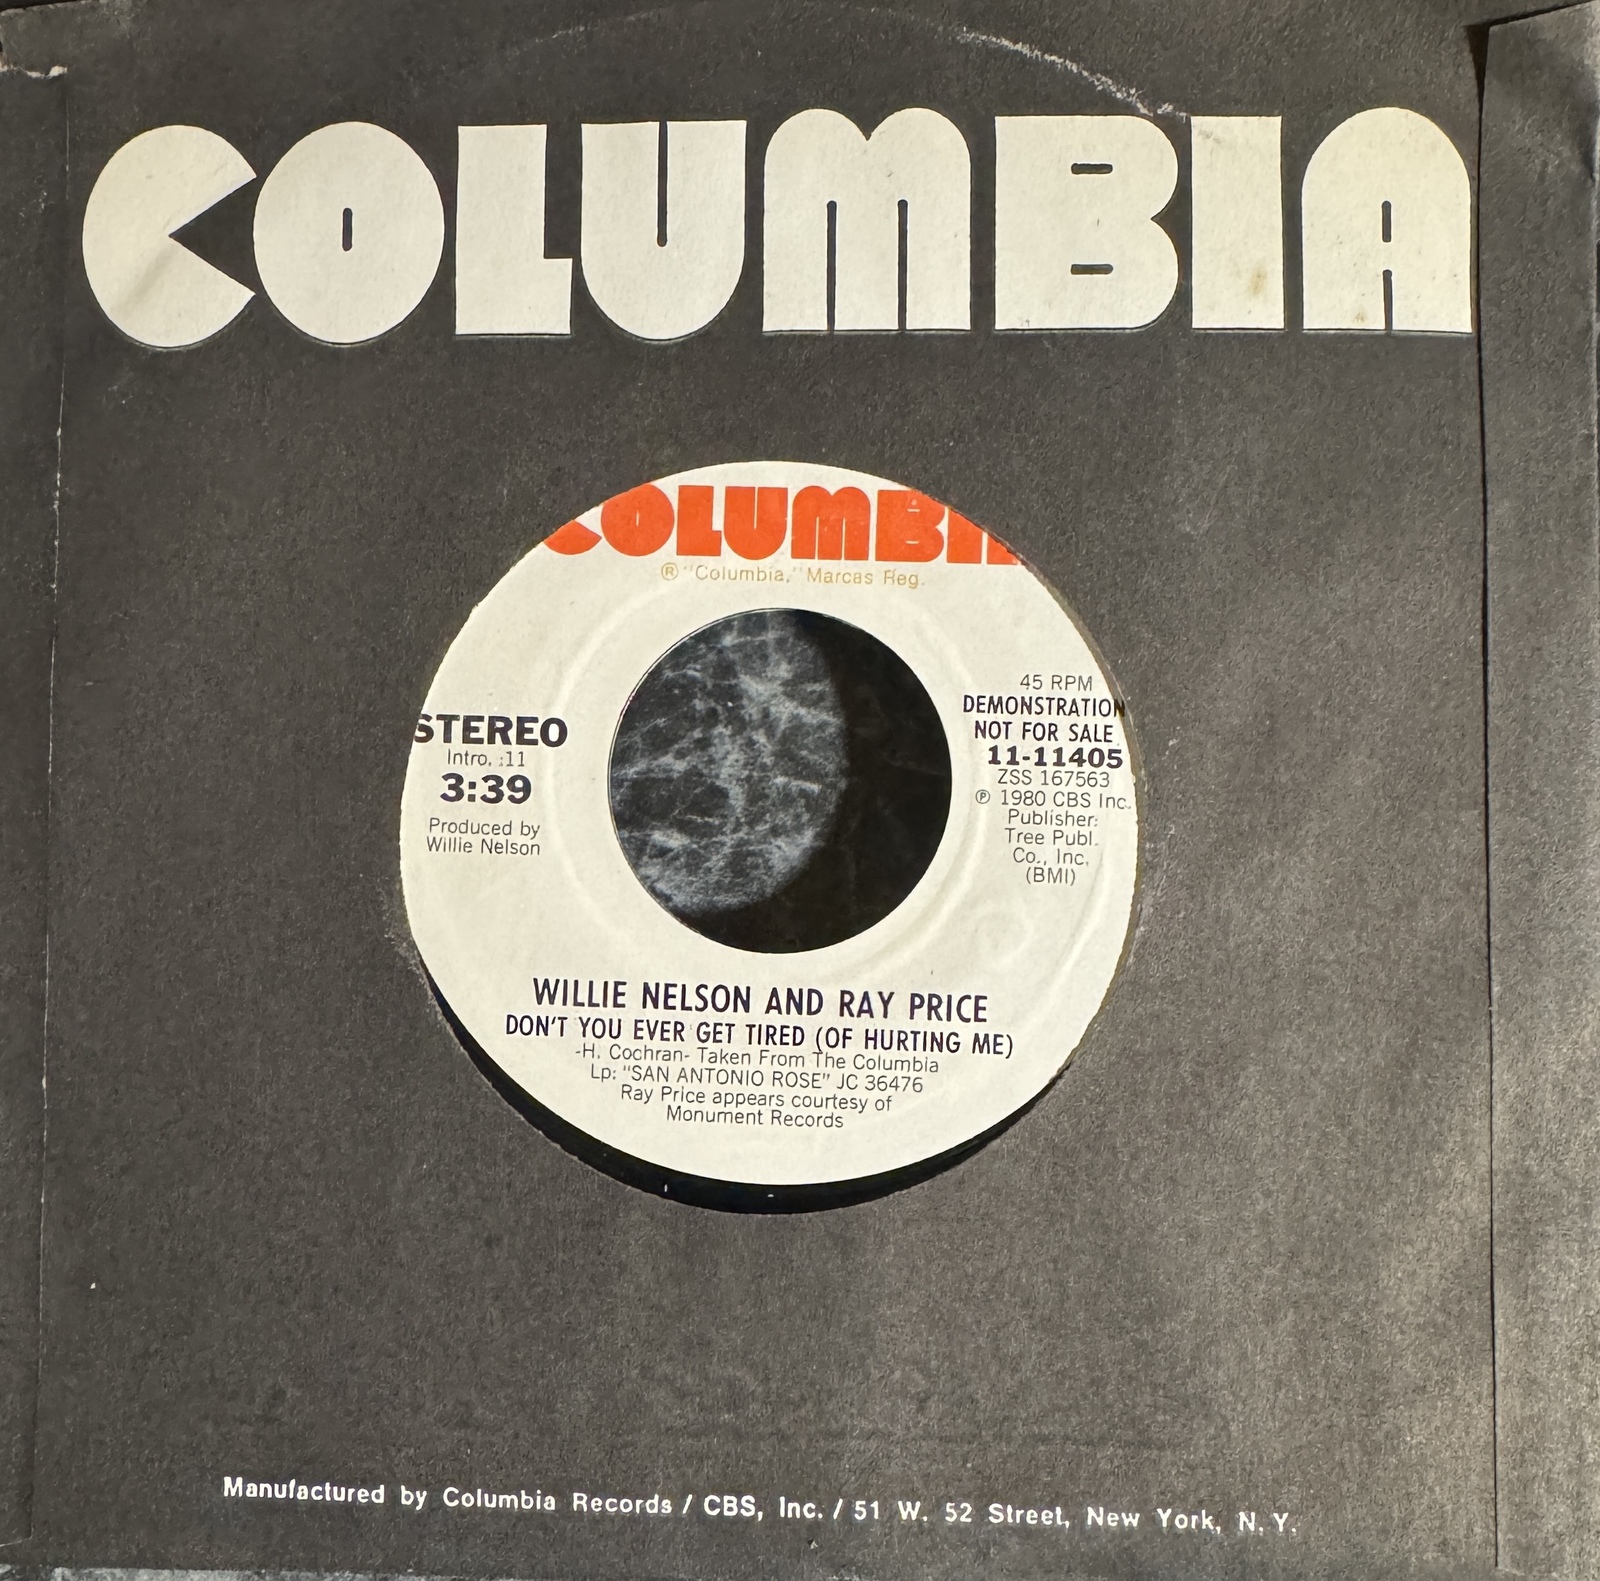 COLUMBIA
COLUMBIA
® "Columbia," Marcas Reg.
STEREO
Intro. :11
3:39
Produced by
Willie Nelson
45 RPM
DEMONSTRATION
NOT FOR SALE
11-11405
ZSS 167563
℗ 1980 CBS Inc.
Publisher:
Tree Publ.
Co., Inc.
(BMI)
WILLIE NELSON AND RAY PRICE
DON'T YOU EVER GET TIRED (OF HURTING ME)
-H. Cochran- Taken From The Columbia
Lp: "SAN ANTONIO ROSE" JC 36476
Ray Price appears courtesy of
Monument Records
Manufactured by Columbia Records / CBS, Inc. / 51 W. 52 Street, New York, N.Y.